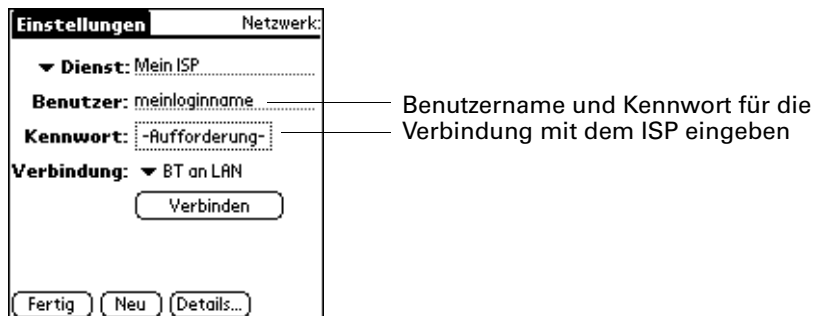 Einstellungen Netzwerk:
Dienst: Mein ISP
Benutzer: meinloginname
Kennwort: -Aufforderung-
Verbindung: BT an LAN
Verbinden
Fertig Neu Details...
Benutzername und Kennwort für die
Verbindung mit dem ISP eingeben